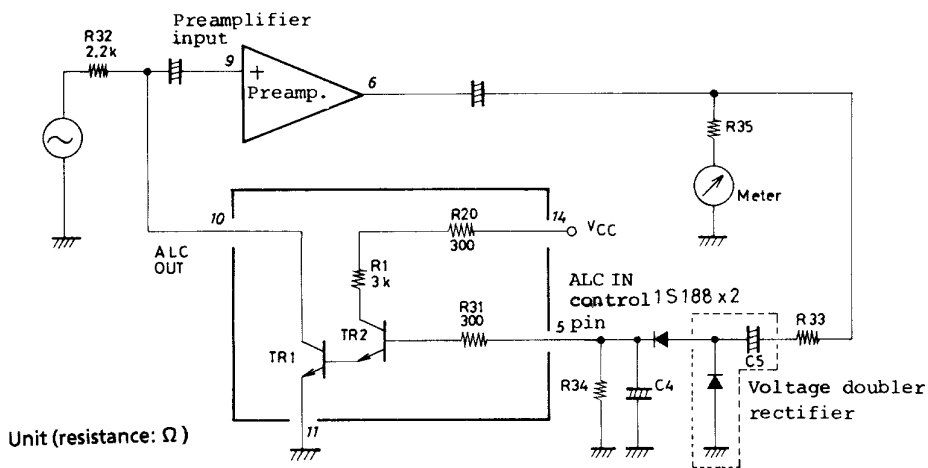 Preamplifier
input
R32
2,2k
9
+
Preamp.
6
R35
Meter
10
ALC
OUT
R20
300
14
VCC
R1
3k
ALC IN
control 1S188 x 2
pin
R31
300
5
TR2
TR1
R33
C5
R34
C4
Voltage doubler
rectifier
11
Unit (resistance: Ω)